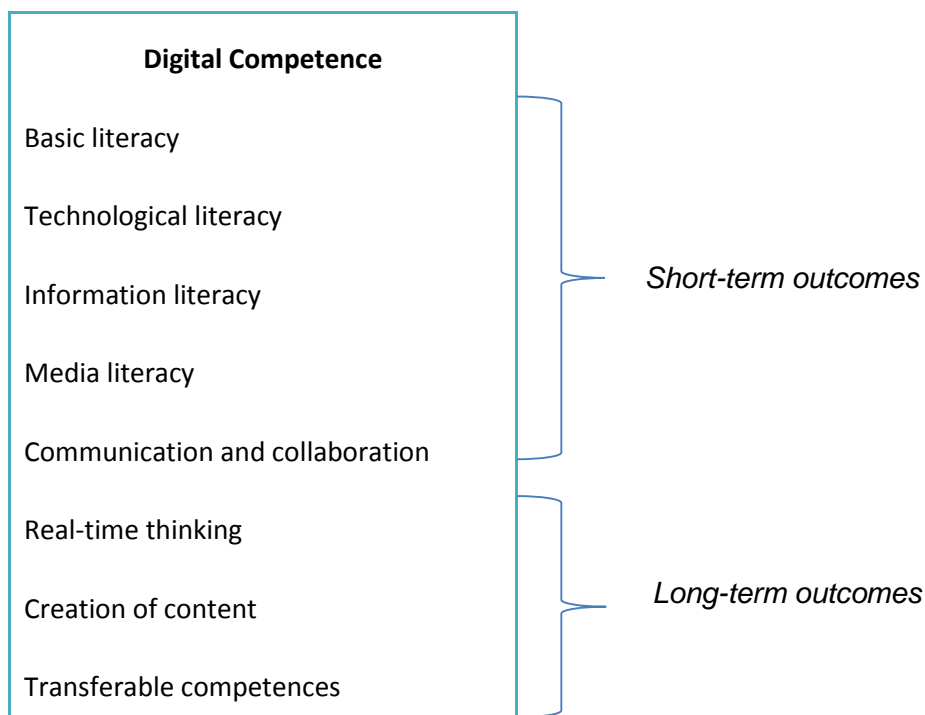 Digital Competence
Basic literacy
Technological literacy
Information literacy
Short-term outcomes
Media literacy
Communication and collaboration
Real-time thinking
Long-term outcomes
Creation of content
Transferable competences